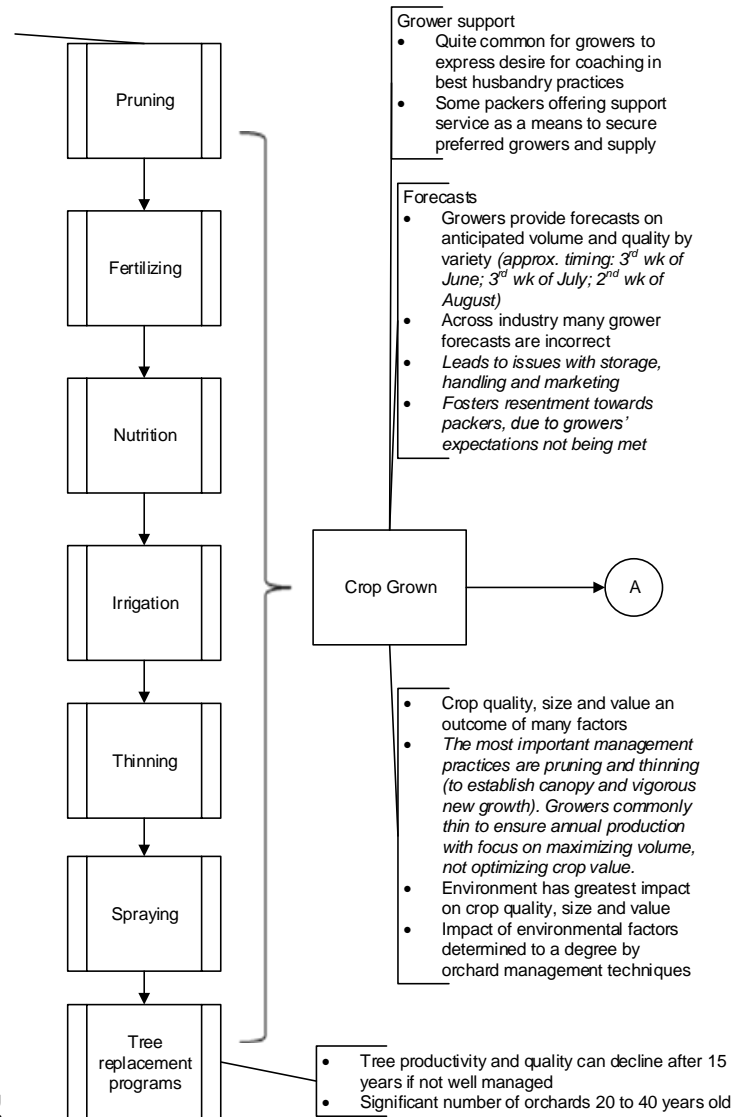 Pruning
Fertilizing
Nutrition
Irrigation
Thinning
Spraying
Tree
replacement
programs
Grower support
• Quite common for growers to
express desire for coaching in
best husbandry practices
• Some packers offering support
service as a means to secure
preferred growers and supply
Forecasts
• Growers provide forecasts on
anticipated volume and quality by
variety (approx. timing: 3rd wk of
June; 3rd wk of July; 2nd wk of
August)
• Across industry many grower
forecasts are incorrect
• Leads to issues with storage,
handling and marketing
• Fosters resentment towards
packers, due to growers’
expectations not being met
Crop Grown
A
• Crop quality, size and value an
outcome of many factors
• The most important management
practices are pruning and thinning
(to establish canopy and vigorous
new growth). Growers commonly
thin to ensure annual production
with focus on maximizing volume,
not optimizing crop value.
• Environment has greatest impact
on crop quality, size and value
• Impact of environmental factors
determined to a degree by
orchard management techniques
• Tree productivity and quality can decline after 15
years if not well managed
• Significant number of orchards 20 to 40 years old